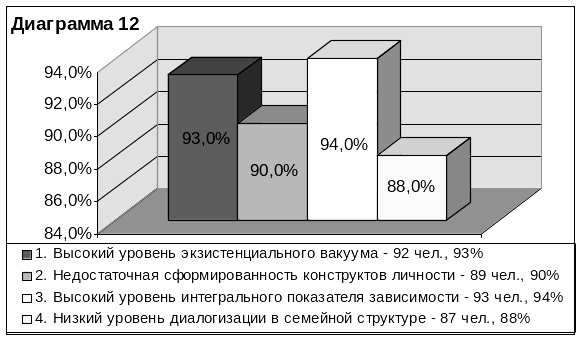 Диаграмма 12
94,0%
92,0%
90,0%
88,0%
86,0%
84,0%
93,0%
90,0%
94,0%
88,0%
1. Высокий уровень экзистенциального вакуума - 92 чел., 93%
2. Недостаточная сформированность конструктов личности - 89 чел., 90%
3. Высокий уровень интегрального показателя зависимости - 93 чел., 94%
4. Низкий уровень диалогизации в семейной структуре - 87 чел., 88%